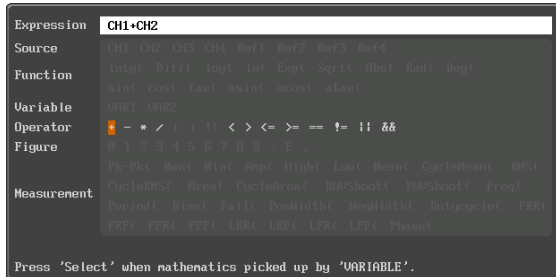 Expression CH1+CH2
Source CH1 CH2 CH3 CH4 Ref1 Ref2 Ref3 Ref4
Function Intg( Diff( log( ln( Exp( Sqrt( Abs( Rad( Deg(
sin( cos( tan( asin( acos( atan(
Variable VAR1 VAR2
Operator + - * / ( ) !( < > <= >= == != || &&
Figure 0 1 2 3 4 5 6 7 8 9 . E ,
Measurement Pk-Pk( Max( Min( Amp( High( Low( Mean( CycleMean( RMS(
CycleRMS( Area( CycleArea( ROVShoot( FOVShoot( Freq(
Period( Rise( Fall( PosWidth( NegWidth( Dutycycle( FRR(
FRF( FFR( FFF( LRR( LRF( LFR( LFF( Phase(
Press 'Select' when mathematics picked up by 'VARIABLE'.